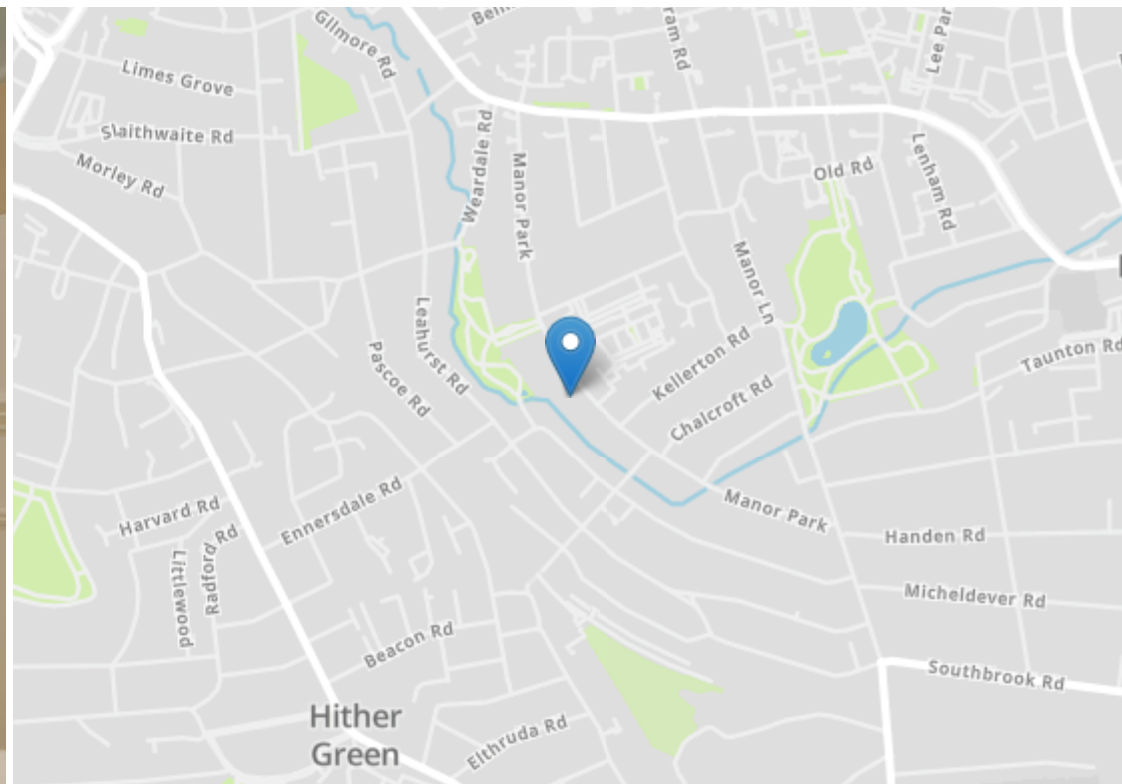 Gilmore Rd
Limes Grove
Slaithwaite Rd
Morley Rd
Weardale Rd
Manor Park
Old Rd
Lenham Rd
Lee Par
ram Rd
Manor Ln
Leahurst Rd
Pascoe Rd
Kellerton Rd
Chalcroft Rd
Taunton Rd
Ennersdale Rd
Harvard Rd
Radford Rd
Littlewood
Manor Park
Handen Rd
Micheldever Rd
Beacon Rd
Southbrook Rd
Hither
Green
Elthruda Rd